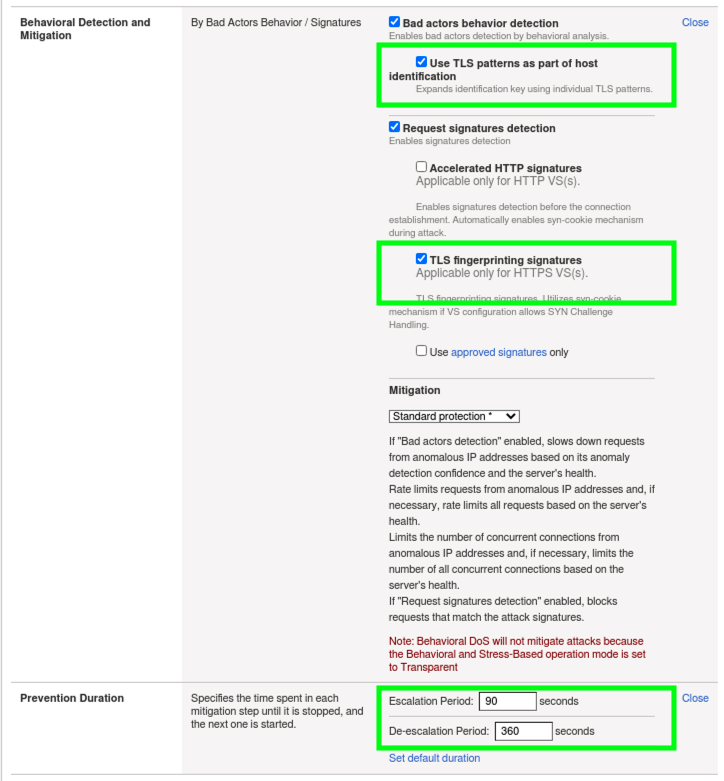 Behavioral Detection and
Mitigation
By Bad Actors Behavior / Signatures
Bad actors behavior detection
Close
Enables bad actors detection by behavioral analysis.
Use TLS patterns as part of host
identification
Expands identification key using individual TLS patterns.
Request signatures detection
Enables signatures detection
Accelerated HTTP signatures
Applicable only for HTTP VS(s).
Enables signatures detection before the connection
establishment. Automatically enables syn-cookie mechanism
during attack.
TLS fingerprinting signatures
Applicable only for HTTPS VS(s).
TLS fingerprinting signatures. Utilizes syn-cookie
mechanism if VS configuration allows SYN Challenge
Handling.
Use approved signatures only
Mitigation
Standard protection *
If "Bad actors detection" enabled, slows down requests
from anomalous IP addresses based on its anomaly
detection confidence and the server's health.
Rate limits requests from anomalous IP addresses and, if
necessary, rate limits all requests based on the server's
health.
Limits the number of concurrent connections from
anomalous IP addresses and, if necessary, limits the
number of all concurrent connections based on the
server's health.
If "Request signatures detection" enabled, blocks
requests that match the attack signatures.
Note: Behavioral DoS will not mitigate attacks because
the Behavioral and Stress-Based operation mode is set
to Transparent
Prevention Duration
Specifies the time spent in each
mitigation step until it is stopped, and
the next one is started.
Escalation Period: 90 seconds
Close
De-escalation Period: 360 seconds
Set default duration